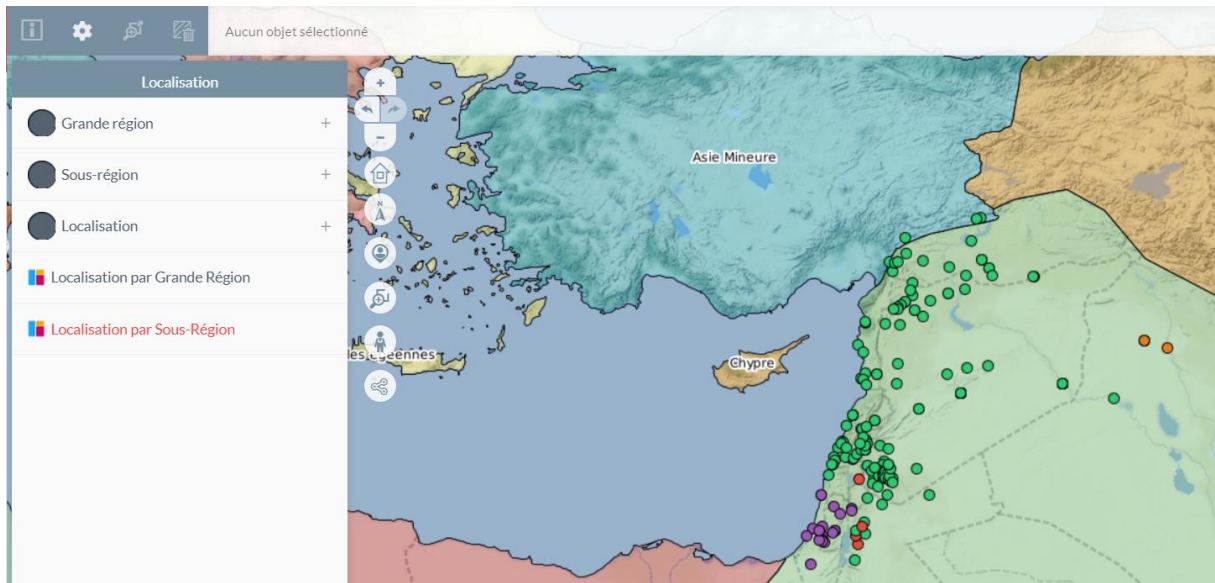 Aucun objet sélectionné
Localisation
Grande région
Sous-région
Localisation
Localisation par Grande Région
Localisation par Sous-Région
Asie Mineure
Chypre
les égéennes
N